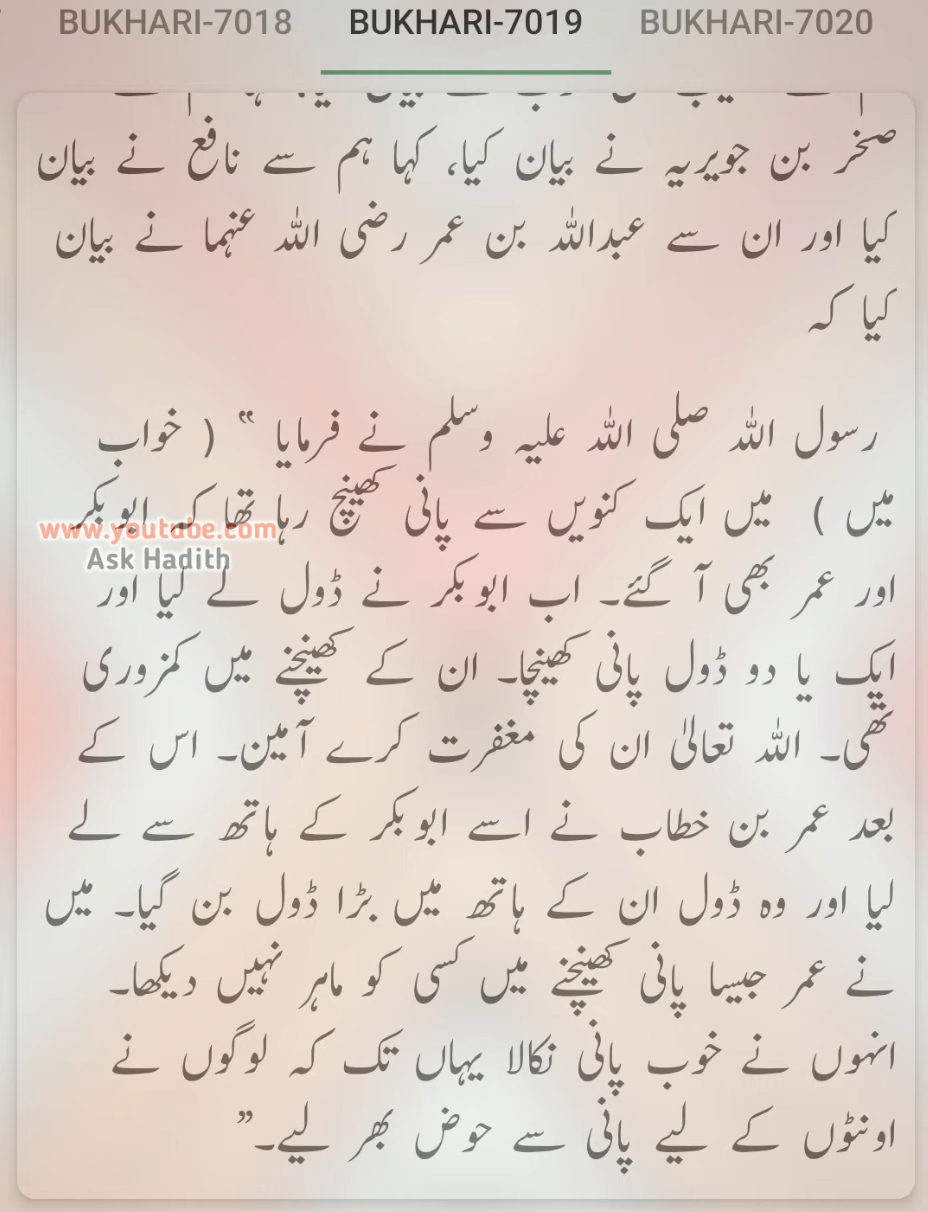 BUKHARI-7018 BUKHARI-7019 BUKHARI-7020
صخر بن جویریہ نے بیان کیا، کہا ہم سے نافع نے بیان
کیا اور ان سے عبداللہ بن عمر رضی اللہ عنہما نے بیان
کیا کہ
رسول اللہ صلی اللہ علیہ وسلم نے فرمایا ” ( خواب
میں ) میں ایک کنویں سے پانی کھینچ رہا تھا کہ ابوبکر
www.youtube.com
Ask Hadith
اور عمر بھی آ گئے۔ اب ابوبکر نے ڈول لے لیا اور
ایک یا دو ڈول پانی کھینچا۔ ان کے کھینچنے میں کمزوری
تھی۔ اللہ تعالیٰ ان کی مغفرت کرے آمین۔ اس کے
بعد عمر بن خطاب نے اسے ابوبکر کے ہاتھ سے لے
لیا اور وہ ڈول ان کے ہاتھ میں بڑا ڈول بن گیا۔ میں
نے عمر جیسا پانی کھینچنے میں کسی کو ماہر نہیں دیکھا۔
انہوں نے خوب پانی نکالا یہاں تک کہ لوگوں نے
اونٹوں کے لیے پانی سے حوض بھر لیے۔“